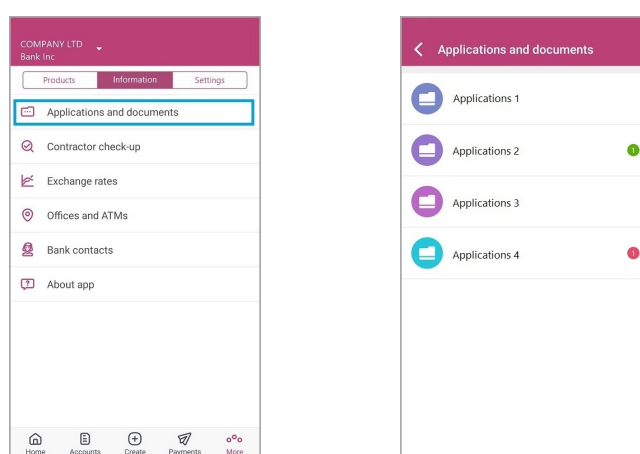 COMPANY LTD
Bank Inc
Products Information Settings
Applications and documents
Contractor check-up
Exchange rates
Offices and ATMs
Bank contacts
About app
Home Accounts Create Payments More
Applications and documents
Applications 1
Applications 2 1
Applications 3
Applications 4 1